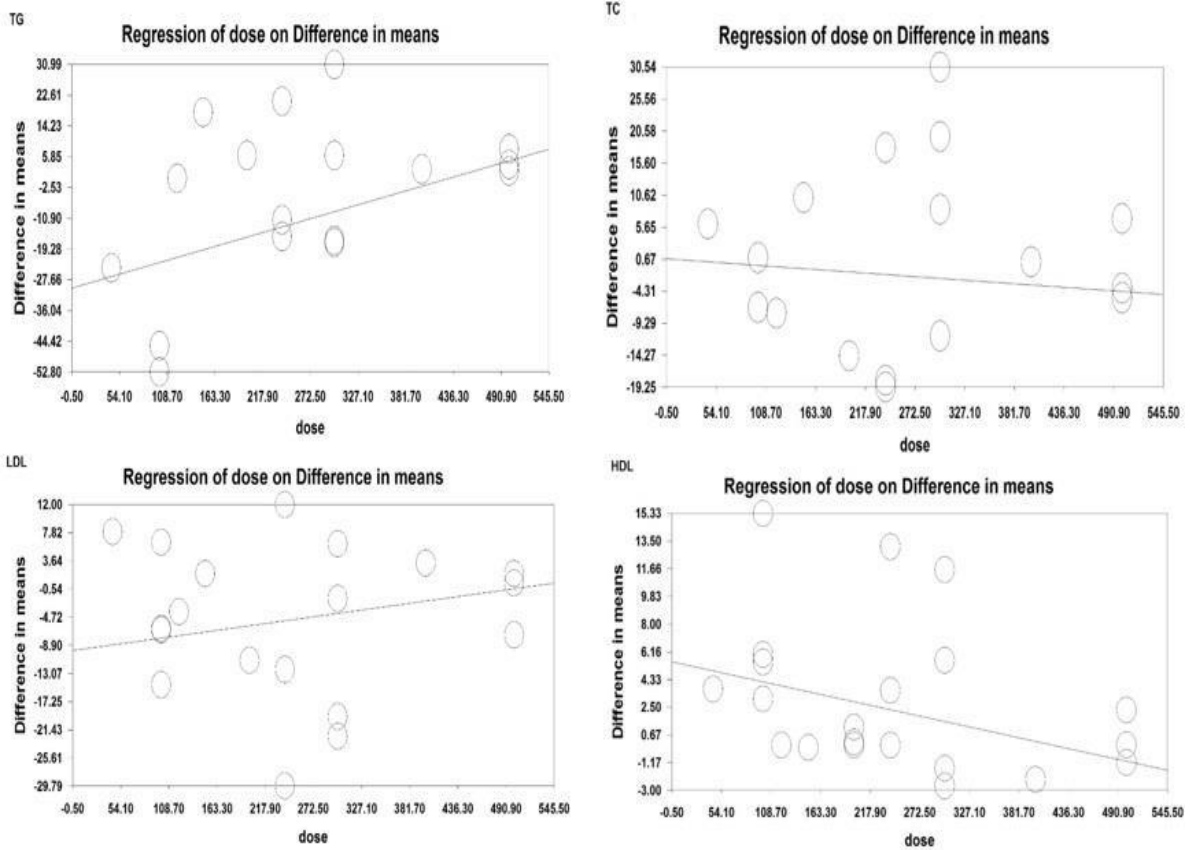 TG
Regression of dose on Difference in means
Difference in means
30.99
22.61
14.23
5.85
-2.53
-10.90
-19.28
-27.66
-36.04
-44.42
-52.80
-0.50 54.10 108.70 163.30 217.90 272.50 327.10 381.70 436.30 490.90 545.50
dose
TC
Regression of dose on Difference in means
Difference in means
30.54
25.56
20.58
15.60
10.62
5.65
0.67
-4.31
-9.29
-14.27
-19.25
-0.50 54.10 108.70 163.30 217.90 272.50 327.10 381.70 436.30 490.90 545.50
dose
LDL
Regression of dose on Difference in means
Difference in means
12.00
7.82
3.64
-0.54
-4.72
-8.90
-13.07
-17.25
-21.43
-25.61
-29.79
-0.50 54.10 108.70 163.30 217.90 272.50 327.10 381.70 436.30 490.90 545.50
dose
HDL
Regression of dose on Difference in means
Difference in means
15.33
13.50
11.66
9.83
8.00
6.16
4.33
2.50
0.67
-1.17
-3.00
-0.50 54.10 108.70 163.30 217.90 272.50 327.10 381.70 436.30 490.90 545.50
dose